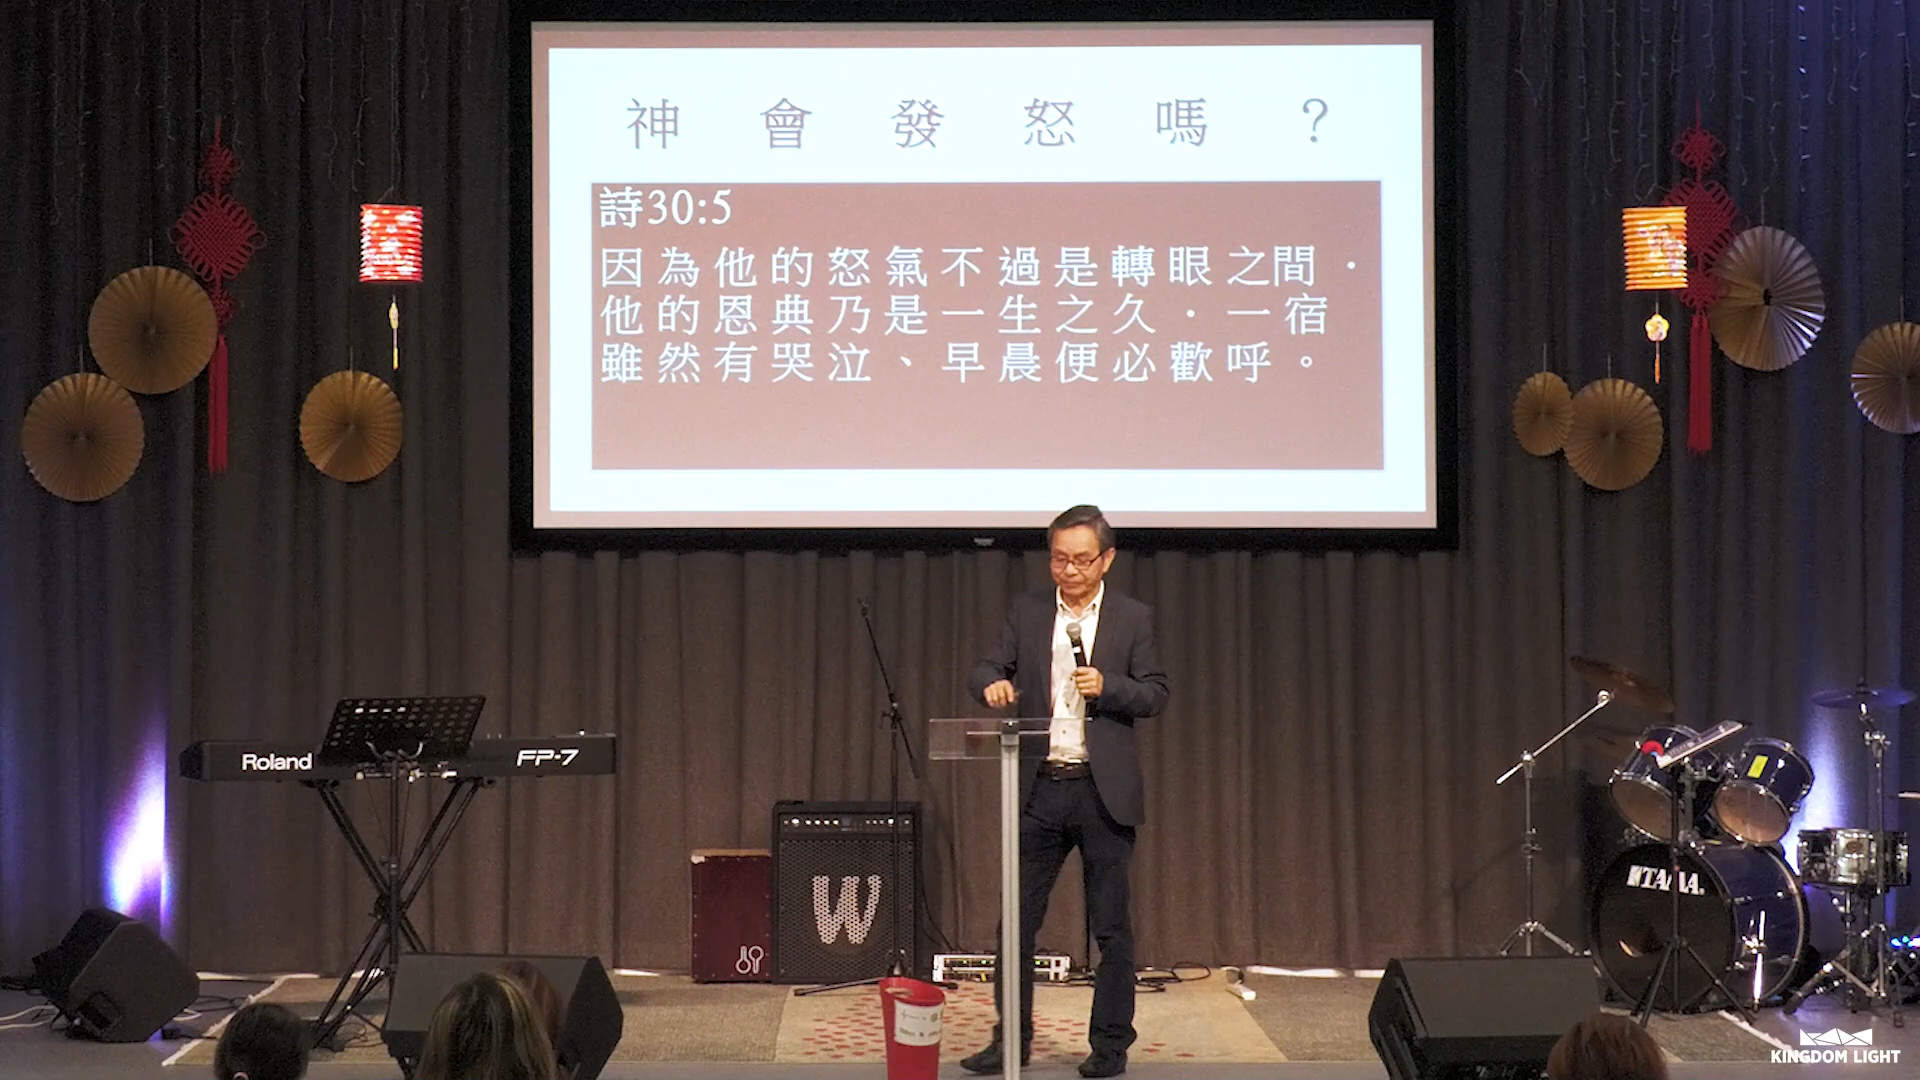 神會發怒嗎？
詩30:5
因為他的怒氣不過是轉眼之間．
他的恩典乃是一生之久．一宿
雖然有哭泣、早晨便必歡呼。
Roland
FP-7
W
TAMA
KINGDOM LIGHT